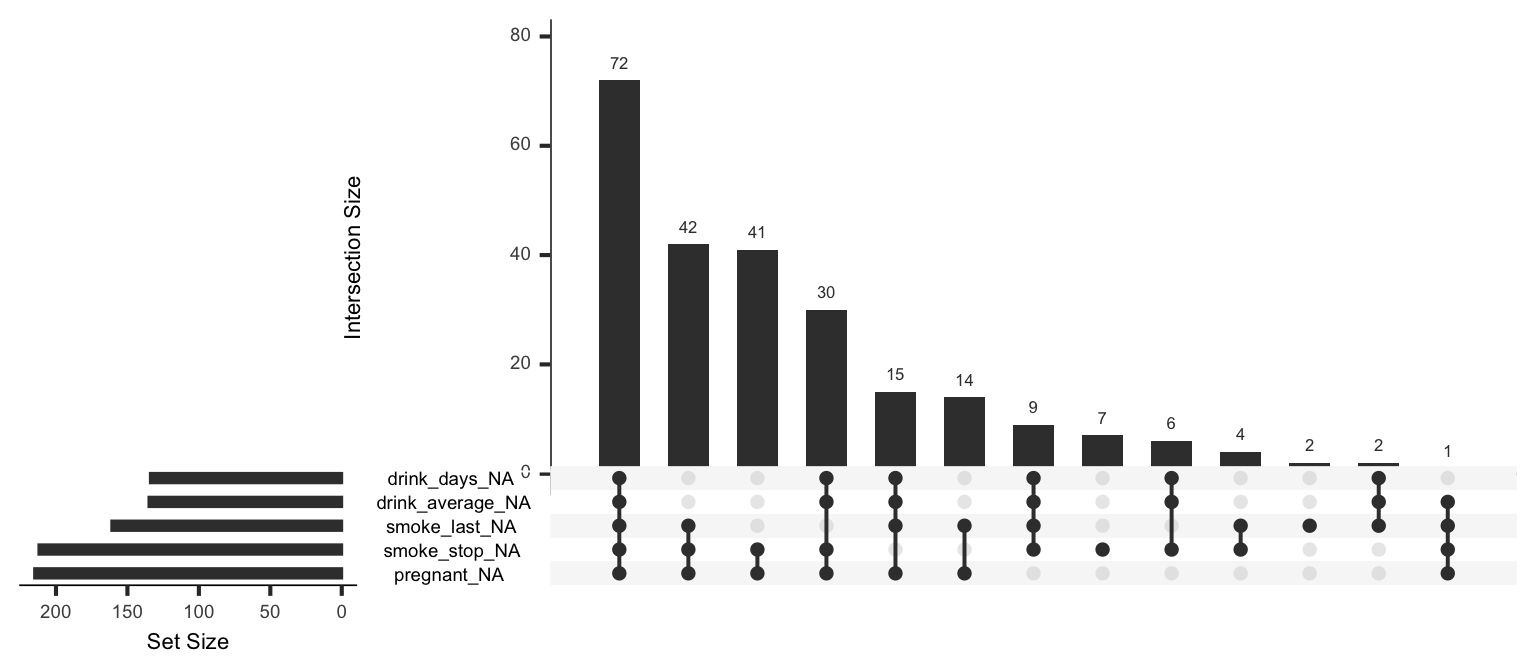 80
72
60
Intersection Size
42
41
40
30
20
15
14
9
7
6
4
2
2
1
0
drink_days_NA
drink_average_NA
smoke_last_NA
smoke_stop_NA
pregnant_NA
200 150 100 50 0
Set Size